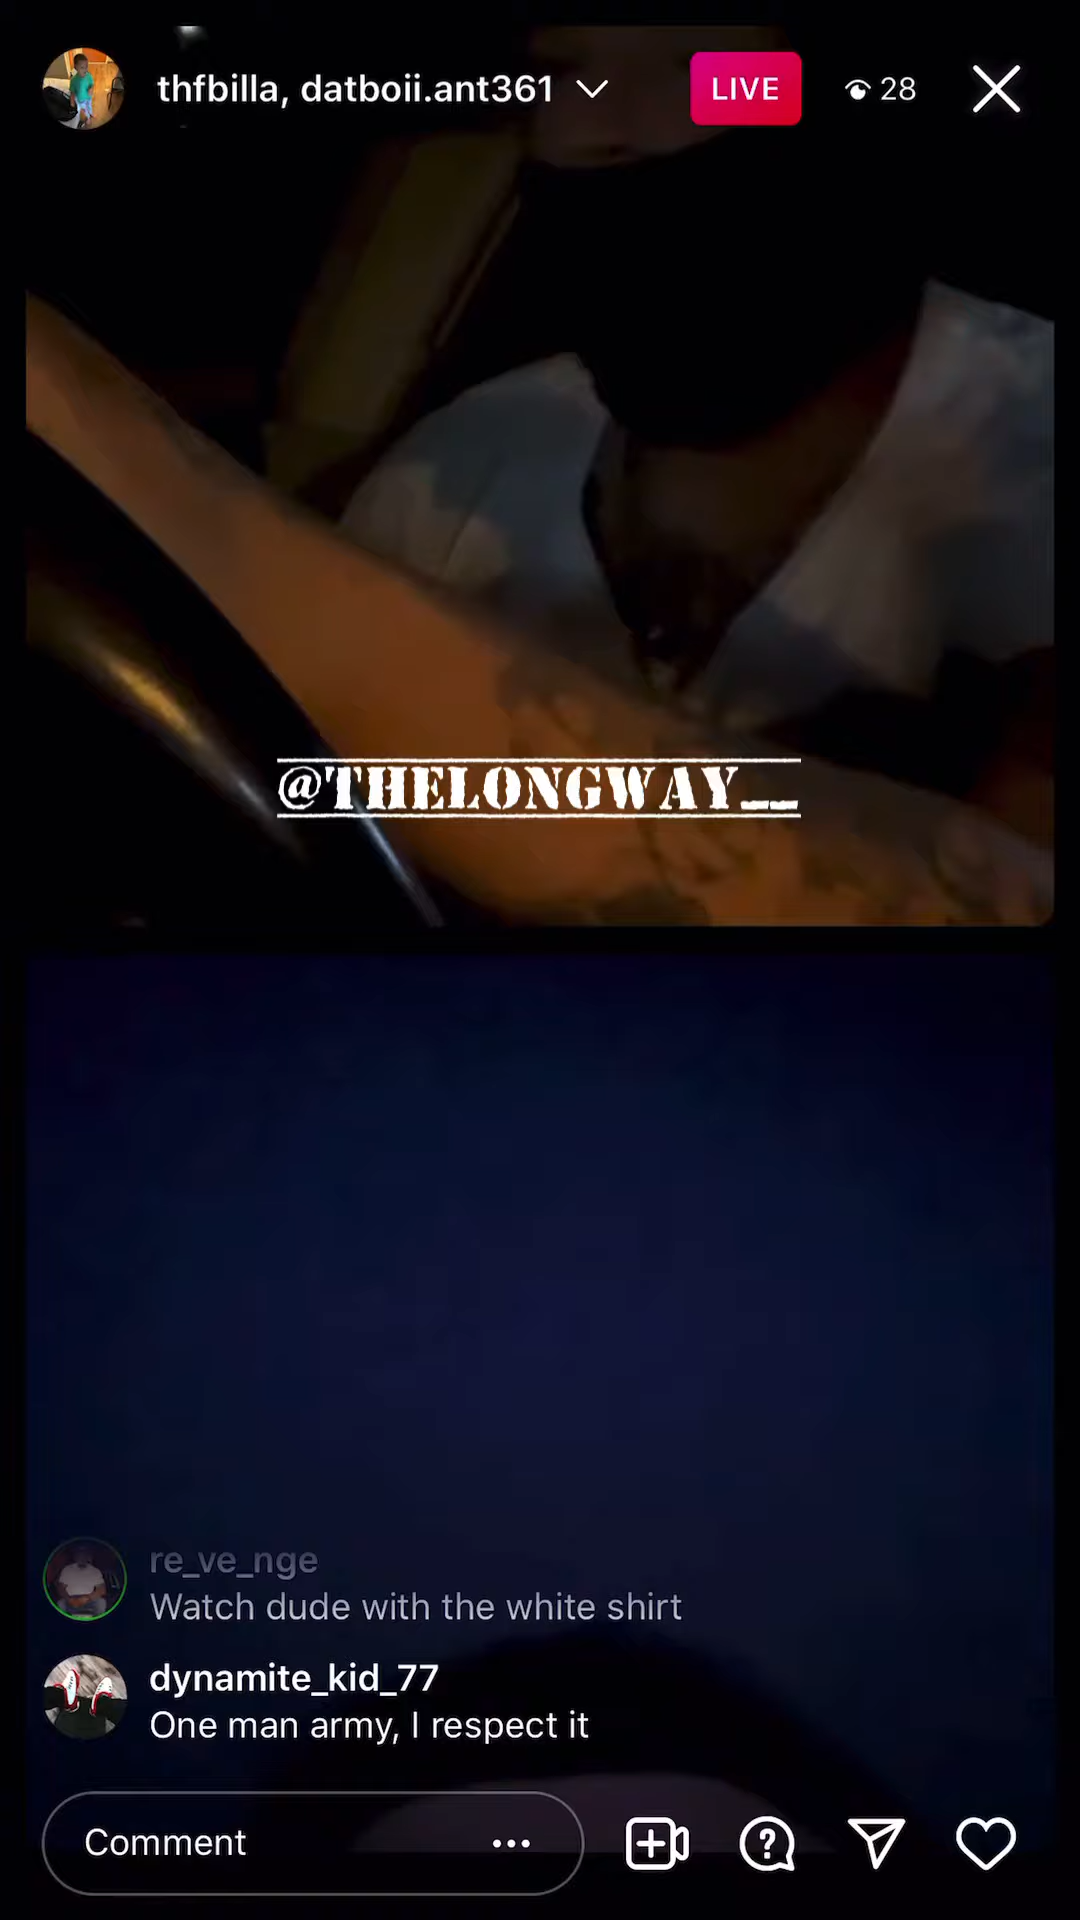 thfbilla, datboii.ant361
LIVE
28
@THELONGWAY__
re_ve_nge
Watch dude with the white shirt
dynamite_kid_77
One man army, I respect it
Comment